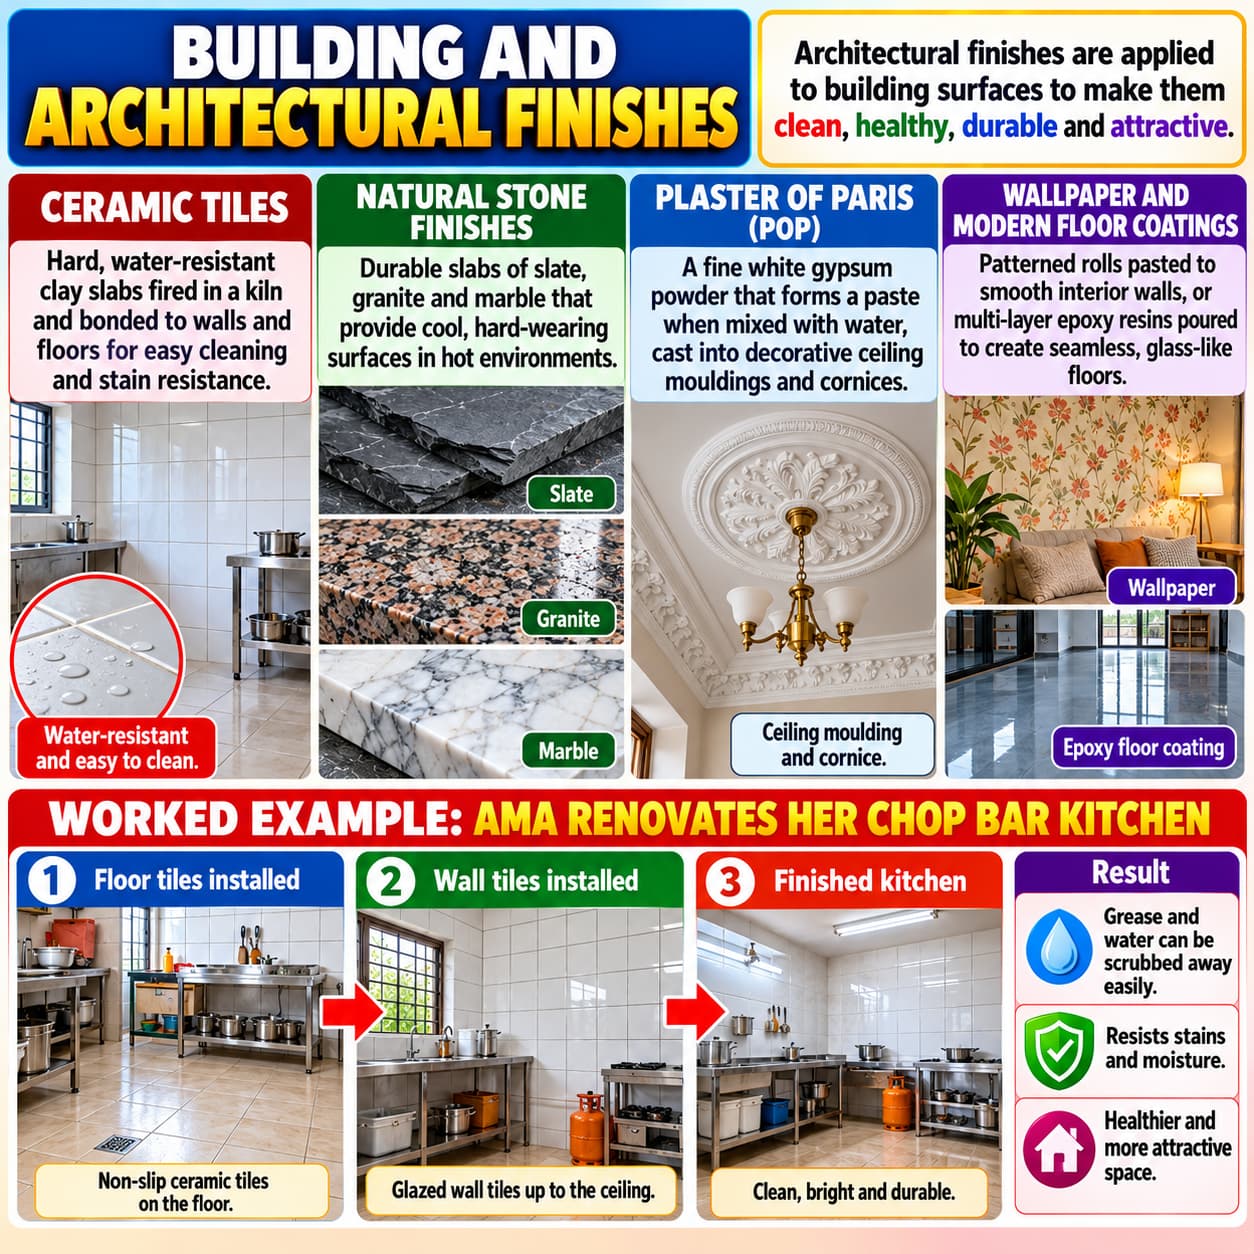 BUILDING AND
ARCHITECTURAL FINISHES
Architectural finishes are applied
to building surfaces to make them
clean, healthy, durable and attractive.
CERAMIC TILES
Hard, water-resistant
clay slabs fired in a kiln
and bonded to walls and
floors for easy cleaning
and stain resistance.
Water-resistant
and easy to clean.
NATURAL STONE
FINISHES
Durable slabs of slate,
granite and marble that
provide cool, hard-wearing
surfaces in hot environments.
Slate
Granite
Marble
PLASTER OF PARIS
(POP)
A fine white gypsum
powder that forms a paste
when mixed with water,
cast into decorative ceiling
mouldings and cornices.
Ceiling moulding
and cornice.
WALLPAPER AND
MODERN FLOOR COATINGS
Patterned rolls pasted to
smooth interior walls, or
multi-layer epoxy resins poured
to create seamless, glass-like
floors.
Wallpaper
Epoxy floor coating
WORKED EXAMPLE: AMA RENOVATES HER CHOP BAR KITCHEN
1 Floor tiles installed
Non-slip ceramic tiles
on the floor.
2 Wall tiles installed
Glazed wall tiles up to the ceiling.
3 Finished kitchen
Clean, bright and durable.
Result
Grease and
water can be
scrubbed away
easily.
Resists stains
and moisture.
Healthier and
more attractive
space.